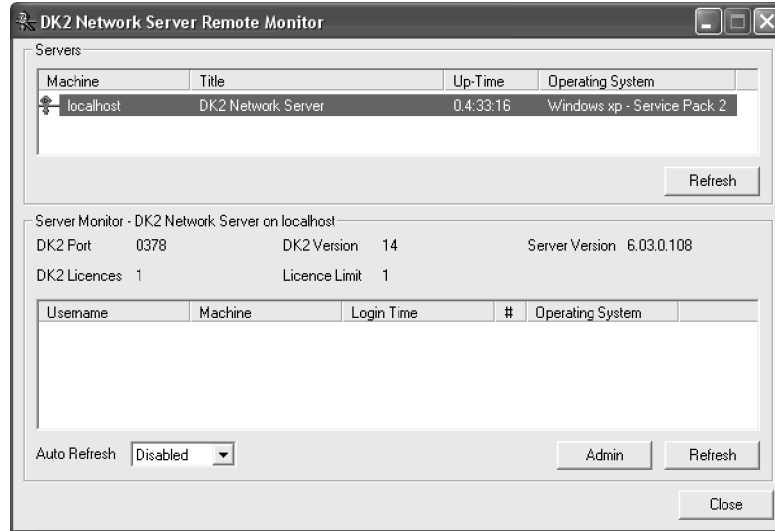 DK2 Network Server Remote Monitor
Servers
Machine Title Up-Time Operating System
localhost DK2 Network Server 0.4:33:16 Windows xp - Service Pack 2
Refresh
Server Monitor - DK2 Network Server on localhost
DK2 Port 0378 DK2 Version 14 Server Version 6.03.0.108
DK2 Licences 1 Licence Limit 1
Username Machine Login Time # Operating System
Auto Refresh Disabled Admin Refresh
Close